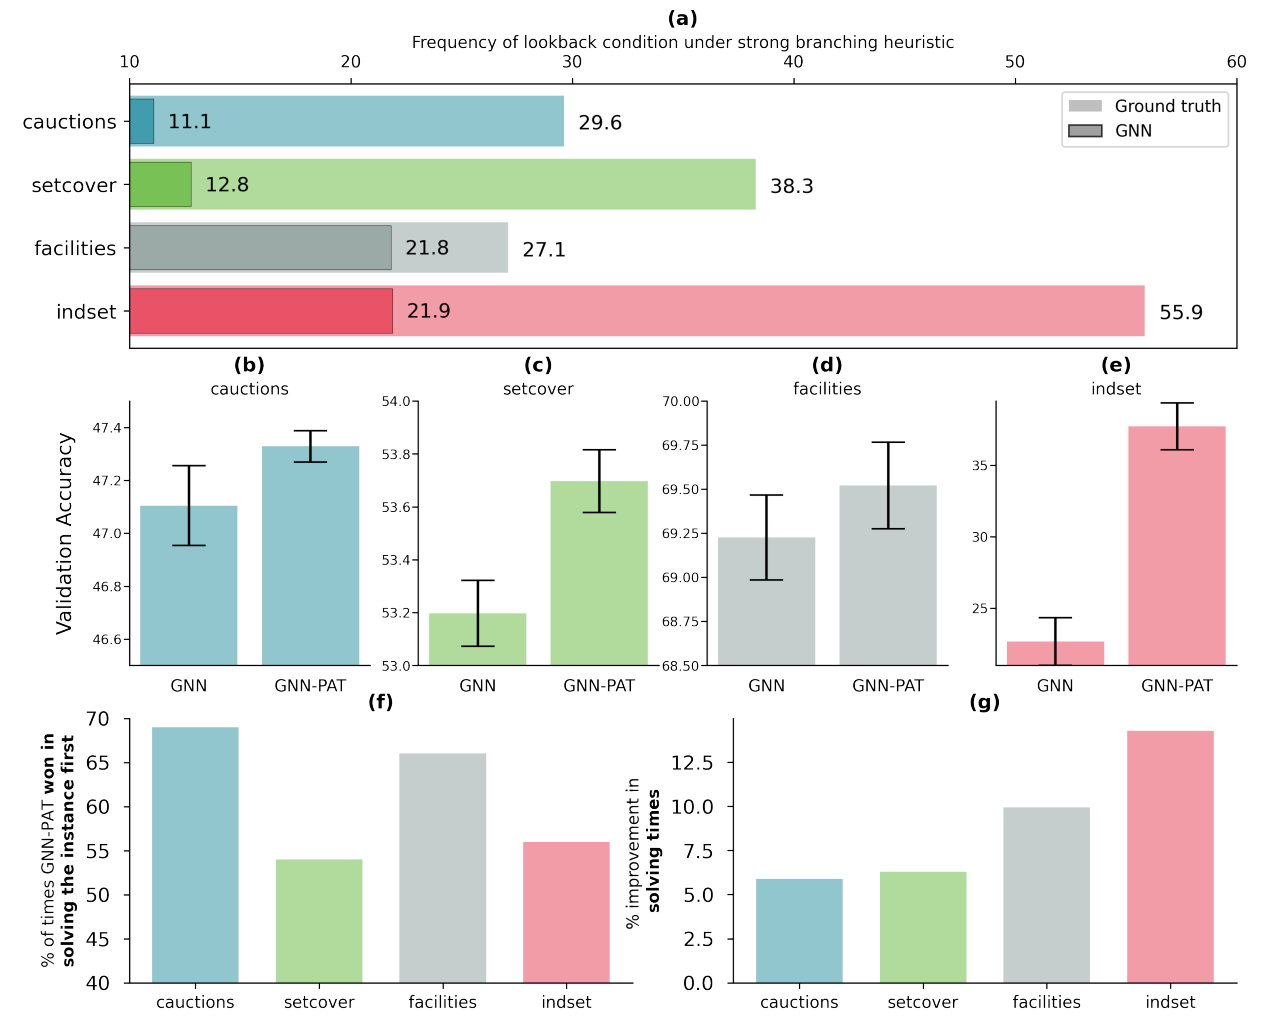 (a)
Frequency of lookback condition under strong branching heuristic
10 20 30 40 50 60
Ground truth
GNN
cauctions 11.1 29.6
setcover 12.8 38.3
facilities 21.8 27.1
indset 21.9 55.9
(b) (c) (d) (e)
cauctions setcover facilities indset
Validation Accuracy
47.4
47.2
47.0
46.8
46.6
GNN GNN-PAT
54.0
53.8
53.6
53.4
53.2
53.0
GNN GNN-PAT
70.00
69.75
69.50
69.25
69.00
68.75
68.50
GNN GNN-PAT
35
30
25
GNN GNN-PAT
(f)
% of times GNN-PAT won in
solving the instance first
70
65
60
55
50
45
40
cauctions setcover facilities indset
(g)
% improvement in
solving times
12.5
10.0
7.5
5.0
2.5
0.0
cauctions setcover facilities indset